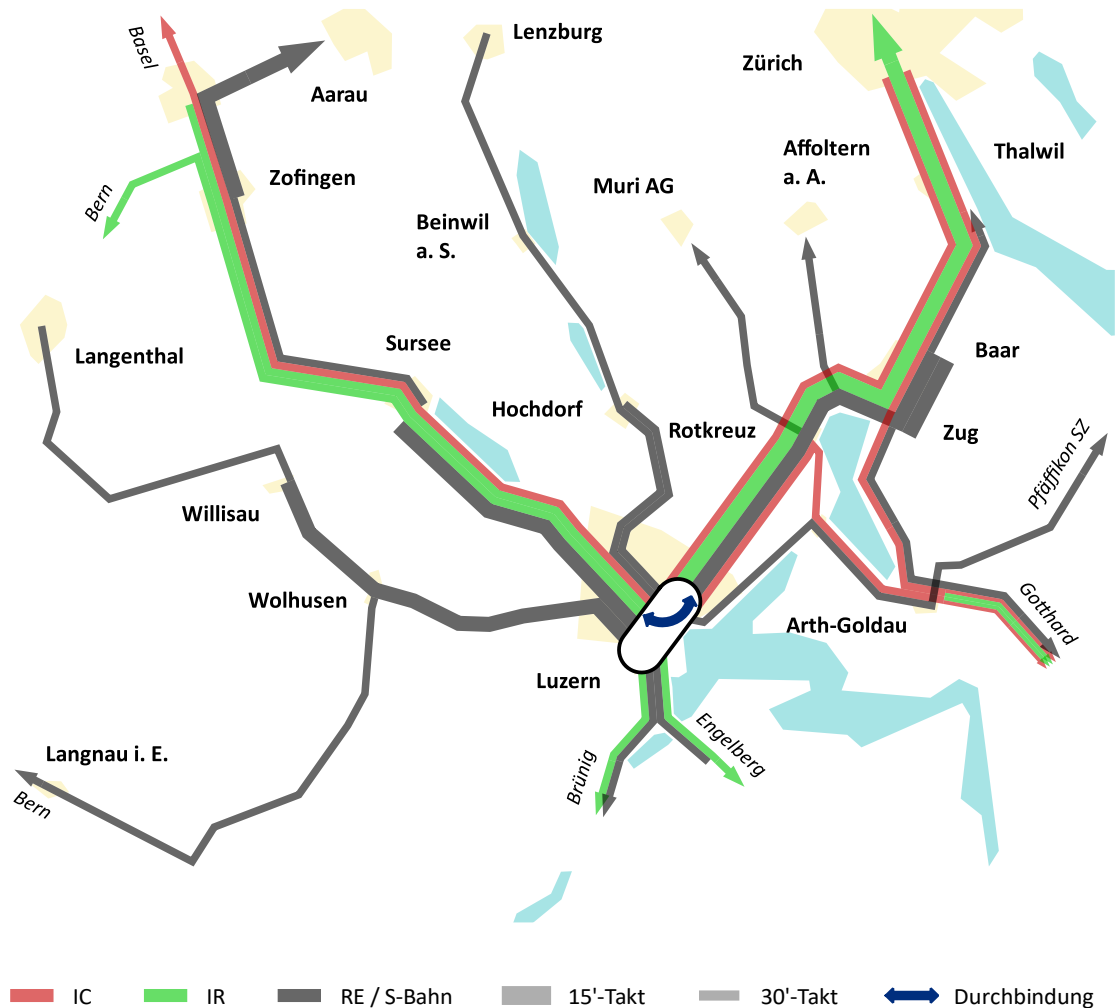 Basel
Lenzburg
Aarau
Zürich
Affoltern
a. A.
Thalwil
Zofingen
Muri AG
Bern
Beinwil
a. S.
Langenthal
Sursee
Baar
Hochdorf
Rotkreuz
Zug
Pfäffikon SZ
Willisau
Wolhusen
Gotthard
Arth-Goldau
Luzern
Engelberg
Brünig
Langnau i. E.
Bern
IC
IR
RE / S-Bahn
15'-Takt
30'-Takt
Durchbindung